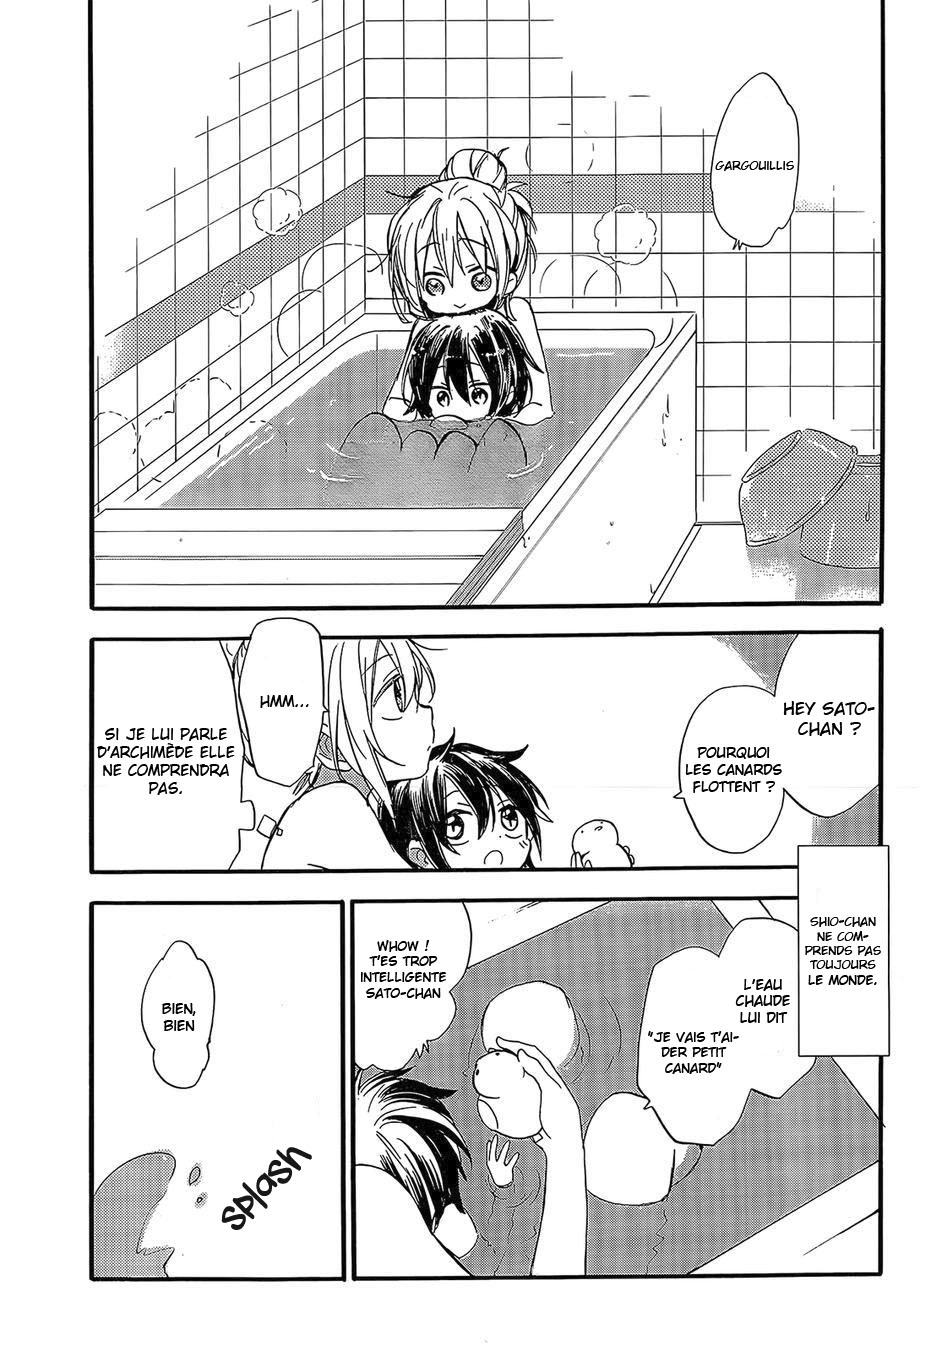 GARGOUILLIS
HEY SATO-
CHAN ?
POURQUOI
LES CANARDS
FLOTTENT ?
HMM...
SI JE LUI PARLE
D'ARCHIMÈDE ELLE
NE COMPRENDRA
PAS.
SHIO-CHAN
NE COM-
PRENDS PAS
TOUJOURS
LE MONDE.
L'EAU
CHAUDE
LUI DIT
"JE VAIS T'AI-
DER PETIT
CANARD"
WHOW !
T'ES TROP
INTELLIGENTE
SATO-CHAN
BIEN,
BIEN
SPLASH